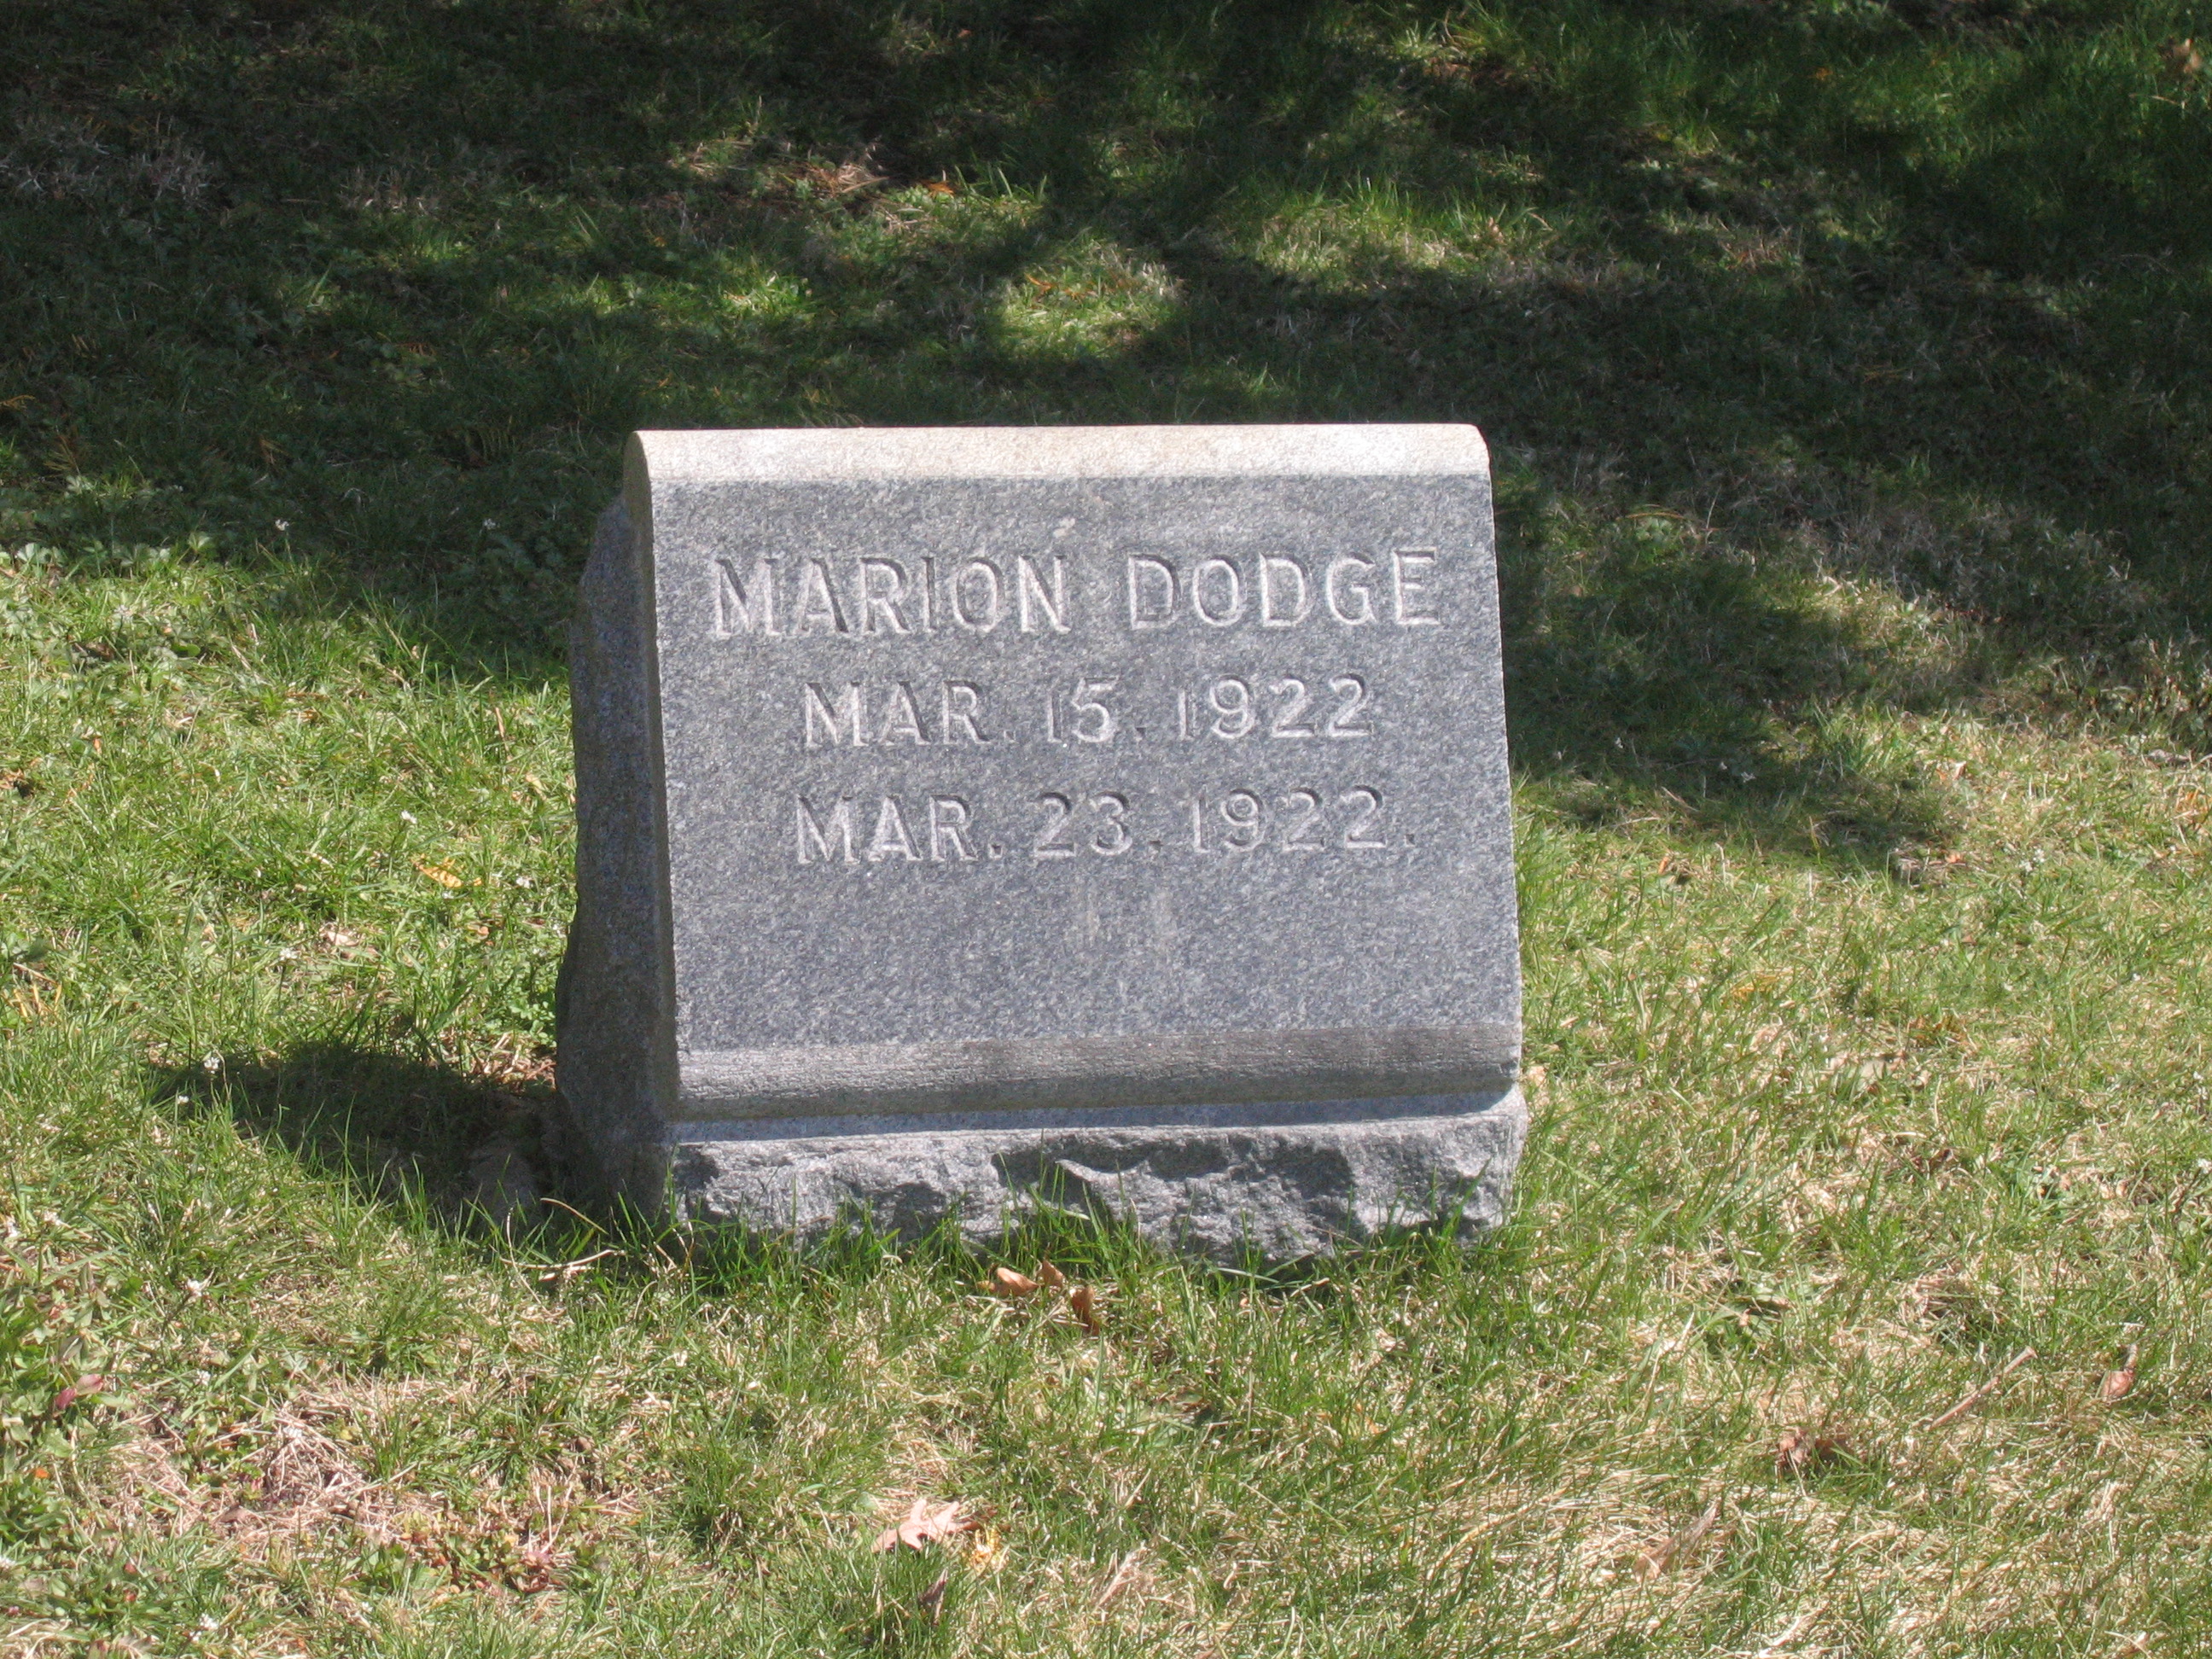 MARION DODGE
MAR. 15. 1922
MAR. 23. 1922.